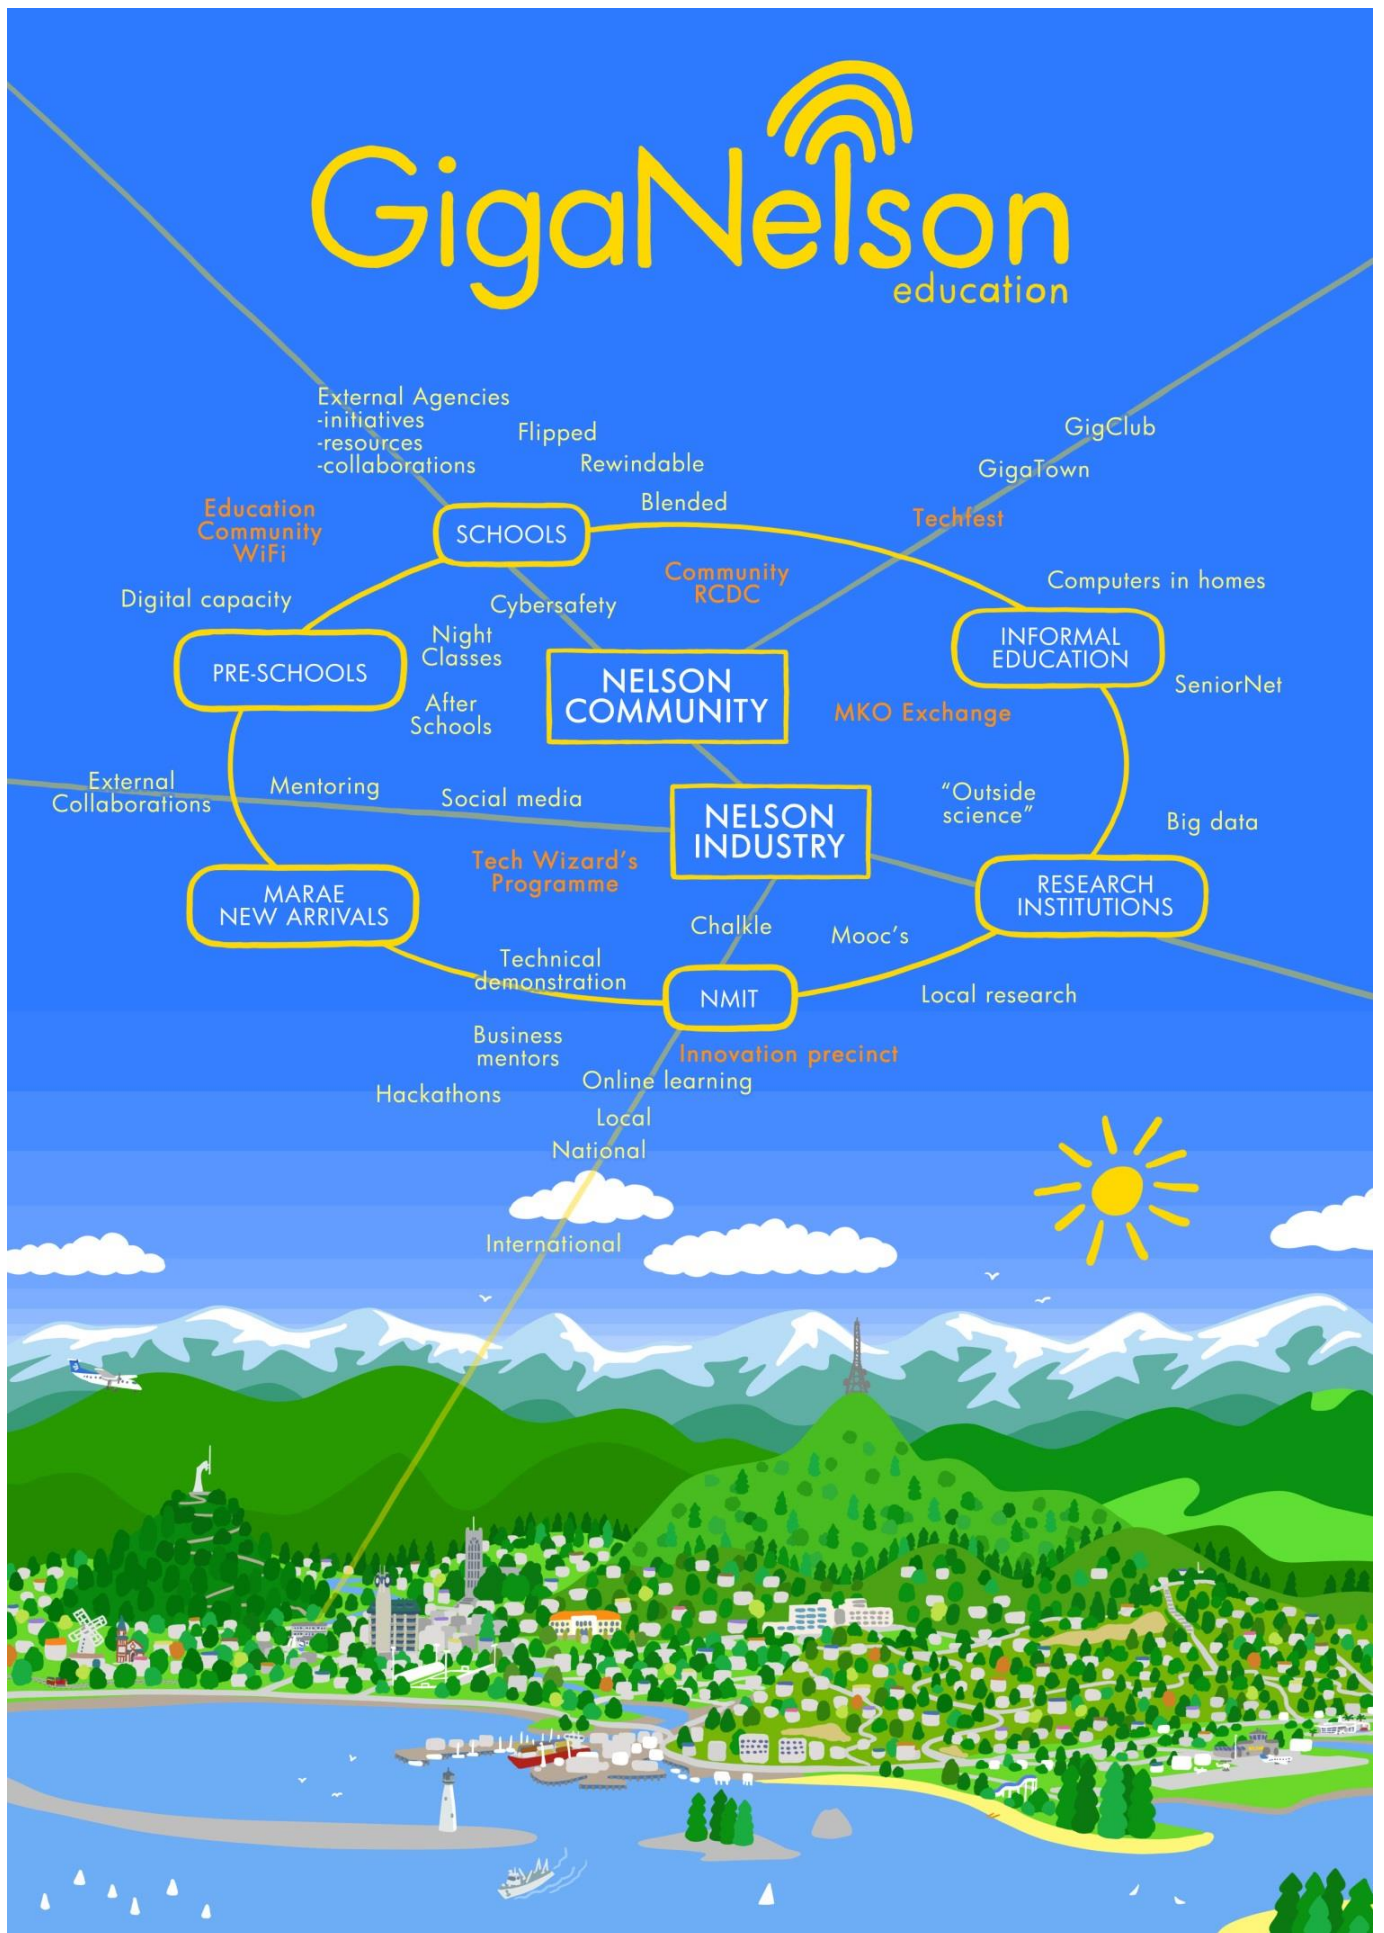 GigaNelson
education
External Agencies
-initiatives
-resources
-collaborations
Flipped
Rewindable
Blended
GigClub
GigaTown
Techfest
Education
Community
WiFi
SCHOOLS
Community
RCDC
Computers in homes
Digital capacity
Cybersafety
Night
Classes
INFORMAL
EDUCATION
PRE-SCHOOLS
NELSON
COMMUNITY
SeniorNet
After
Schools
MKO Exchange
External
Collaborations
Mentoring
Social media
NELSON
INDUSTRY
"Outside
science"
Big data
Tech Wizard's
Programme
MARAE
NEW ARRIVALS
RESEARCH
INSTITUTIONS
Chalkle
Mooc's
Technical
demonstration
NMIT
Local research
Business
mentors
Innovation precinct
Online learning
Hackathons
Local
National
International